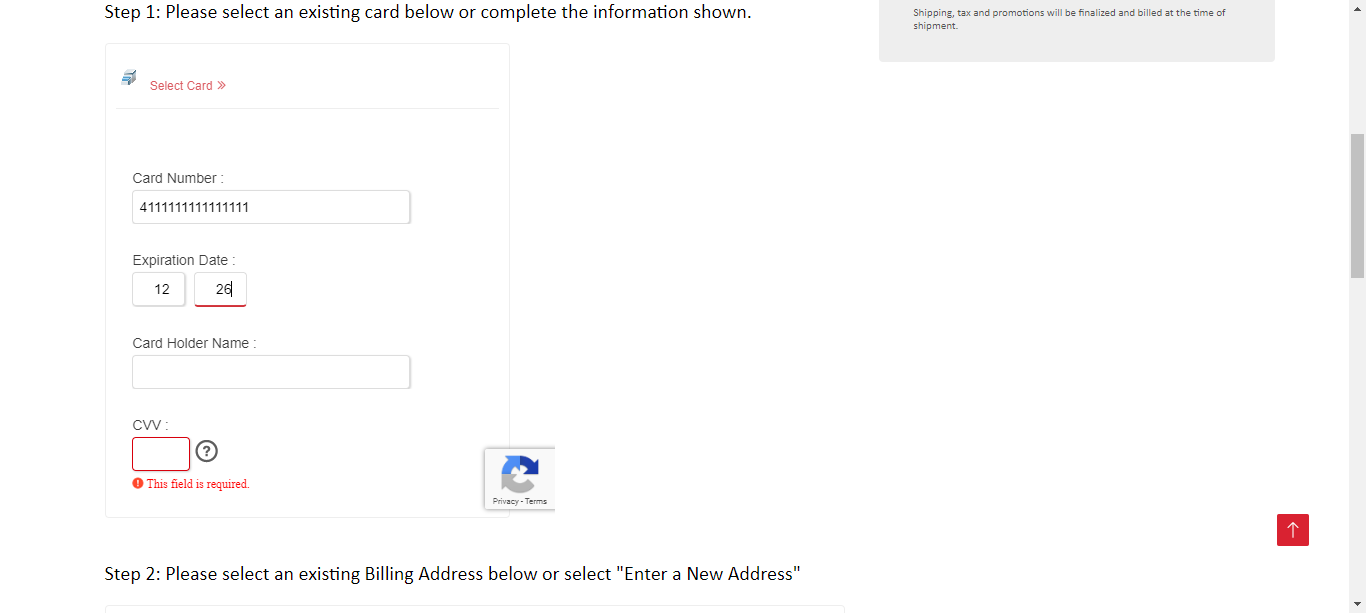 Step 1: Please select an existing card below or complete the information shown.
Shipping, tax and promotions will be finalized and billed at the time of
shipment.
Select Card »
Card Number :
4111111111111111
Expiration Date :
12 26
Card Holder Name :
CVV :
?
! This field is required.
Privacy - Terms
Step 2: Please select an existing Billing Address below or select "Enter a New Address"